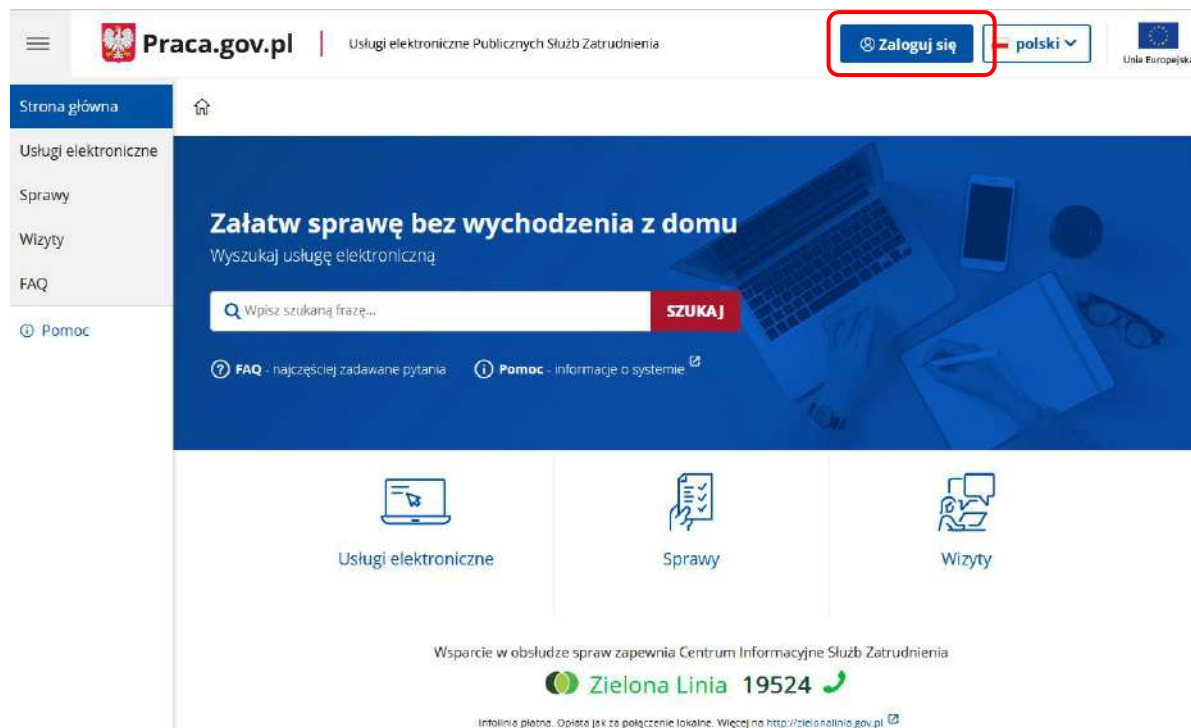 Praca.gov.pl
Usługi elektroniczne Publicznych Służb Zatrudnienia
Zaloguj się
polski
Unia Europejska
Strona główna
Usługi elektroniczne
Sprawy
Wizyty
FAQ
Pomoc
Załatw sprawę bez wychodzenia z domu
Wyszukaj usługę elektroniczną
Wpisz szukaną frazę...
SZUKAJ
FAQ - najczęściej zadawane pytania
Pomoc - informacje o systemie
Usługi elektroniczne
Sprawy
Wizyty
Wsparcie w obsłudze spraw zapewnia Centrum Informacyjne Służb Zatrudnienia
Zielona Linia 19524
Infolinia płatna. Opłata jak za połączenie lokalne. Więcej na http://zielonalinia.gov.pl